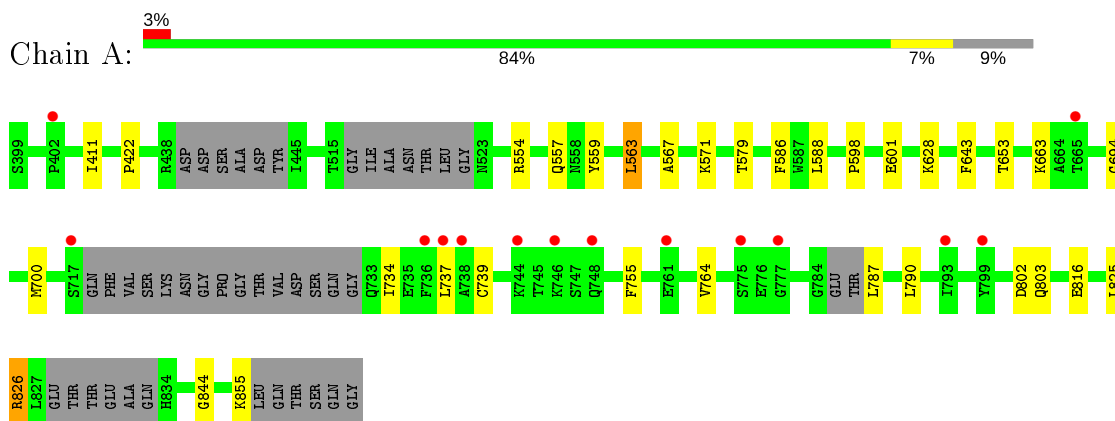 3%
Chain A:
84% 7% 9%
S399 P402 I411 P422 R438 ASP ASP SER ALA ASP TYR I445 T515 GLY ILE ALA ASN THR LEU GLY N523 R554 Q557 N558 Y559 L563 A567 K571 T579 F586 W587 L588 P598 E601 K628 F643 T653 K663 A664 T665 G694
M700 S717 GLN PHE VAL SER LYS ASN GLY PRO GLY THR VAL ASP SER GLN GLY Q733 I734 E735 F736 L737 A738 C739 K744 T745 K746 S747 Q748 F755 E761 V764 S775 E776 G777 G784 GLU THR L787 L790 I793 Y799 D802 Q803 E816 L825
R826 L827 GLU THR THR GLU ALA GLN H834 G844 K855 LEU GLN THR SER GLN GLY